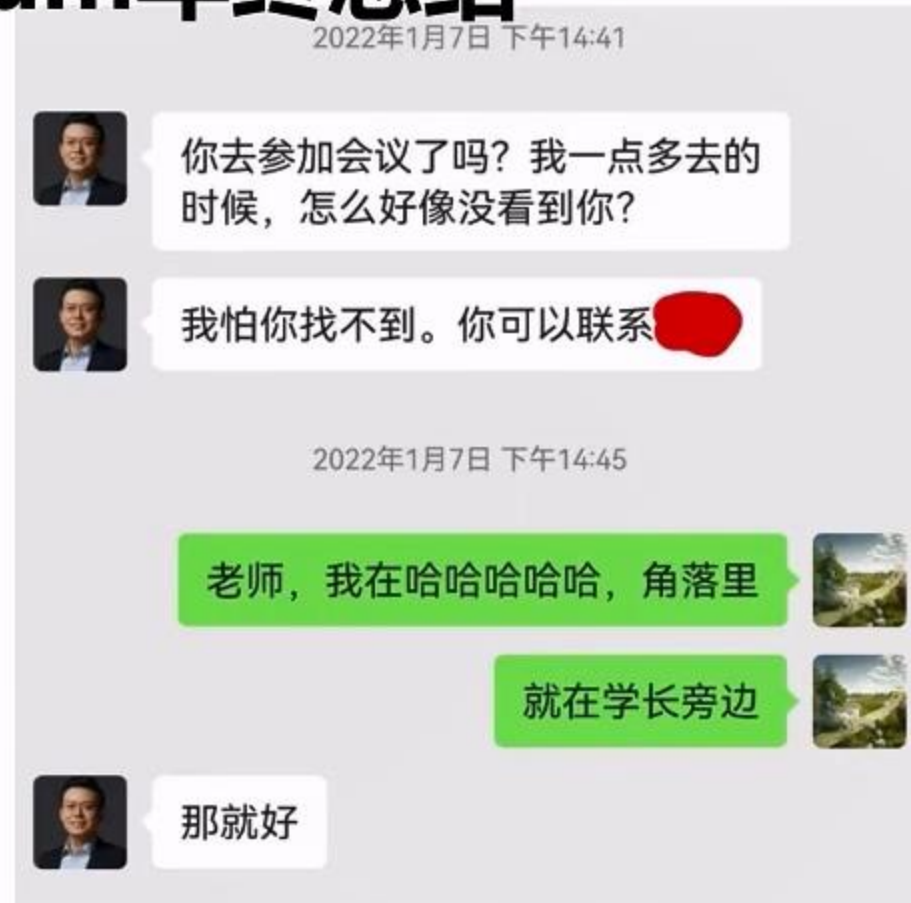 2022年1月7日 下午14:41
你去参加会议了吗？我一点多去的
时候，怎么好像没看到你？
我怕你找不到。你可以联系
2022年1月7日 下午14:45
老师，我在哈哈哈哈哈，角落里
就在学长旁边
那就好